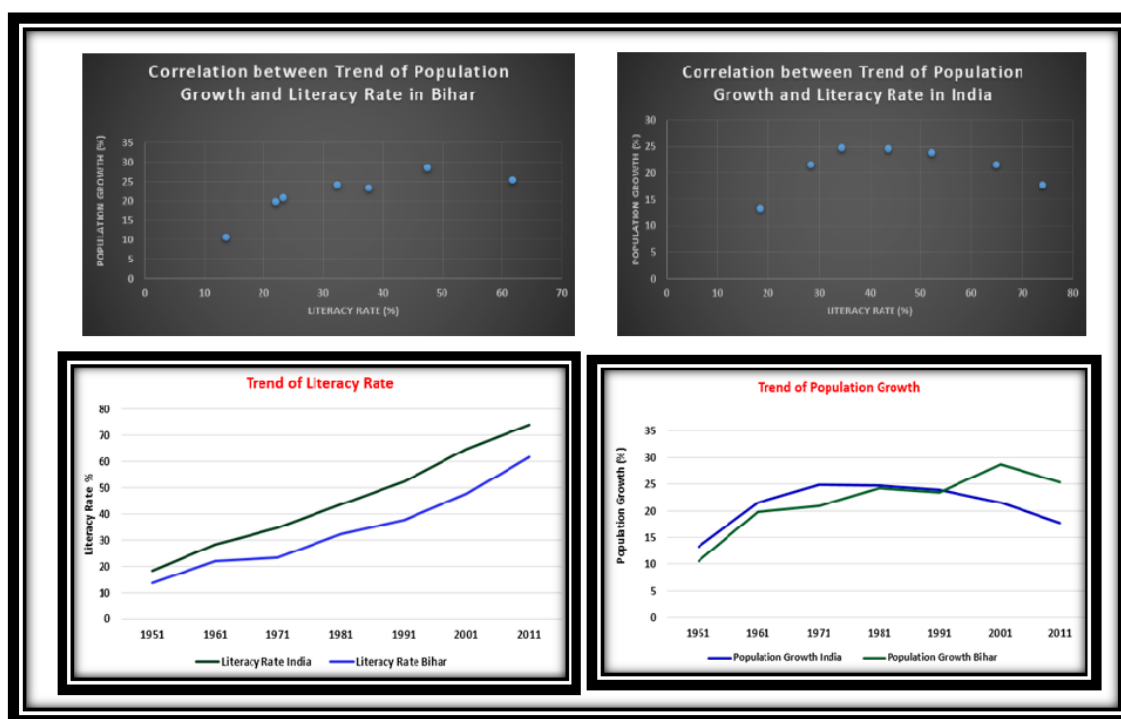 Correlation between Trend of Population
Growth and Literacy Rate in Bihar
POPULATION GROWTH (%)
35
30
25
20
15
10
5
0
0 10 20 30 40 50 60 70
LITERACY RATE (%)
Correlation between Trend of Population
Growth and Literacy Rate in India
POPULATION GROWTH (%)
30
25
20
15
10
5
0
0 10 20 30 40 50 60 70 80
LITERACY RATE (%)
Trend of Literacy Rate
Literacy Rate %
80
70
60
50
40
30
20
10
0
1951 1961 1971 1981 1991 2001 2011
Literacy Rate India Literacy Rate Bihar
Trend of Population Growth
Population Growth (%)
35
30
25
20
15
10
5
0
1951 1961 1971 1981 1991 2001 2011
Population Growth India Population Growth Bihar